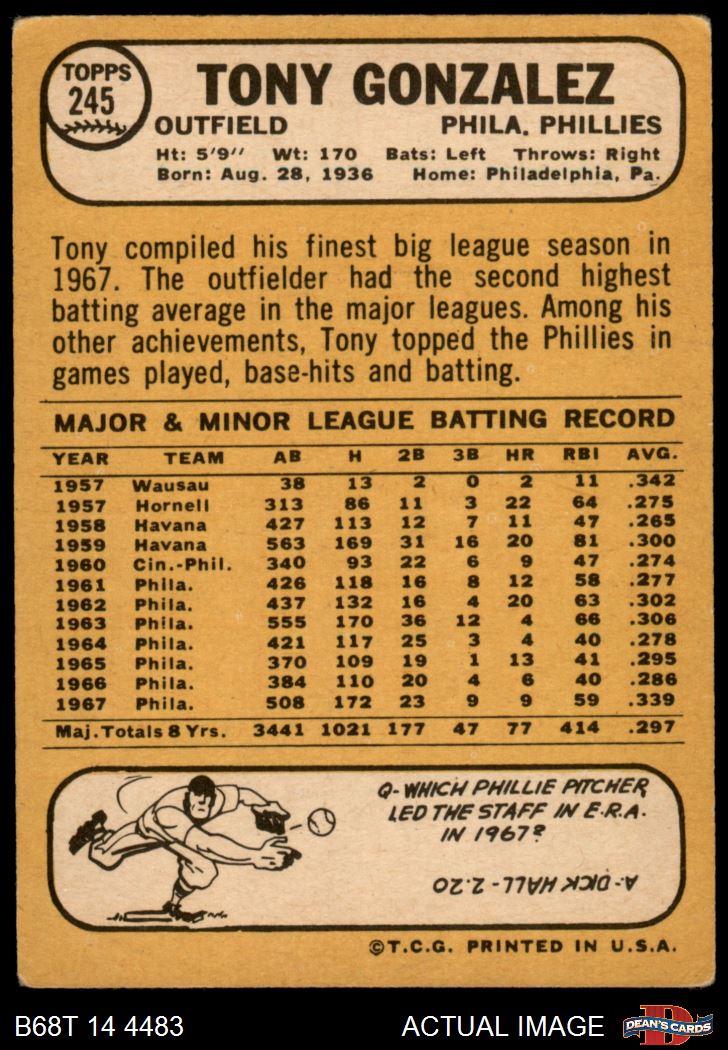 TOPPS
245
TONY GONZALEZ
OUTFIELD PHILA. PHILLIES
Ht: 5'9" Wt: 170 Bats: Left Throws: Right
Born: Aug. 28, 1936 Home: Philadelphia, Pa.
Tony compiled his finest big league season in
1967. The outfielder had the second highest
batting average in the major leagues. Among his
other achievements, Tony topped the Phillies in
games played, base-hits and batting.
MAJOR & MINOR LEAGUE BATTING RECORD
YEAR TEAM AB H 2B 3B HR RBI AVG.
1957 Wausau 38 13 2 0 2 11 .342
1957 Hornell 313 86 11 3 22 64 .275
1958 Havana 427 113 12 7 11 47 .265
1959 Havana 563 169 31 16 20 81 .300
1960 Cin.-Phil. 340 93 22 6 9 47 .274
1961 Phila. 426 118 16 8 12 58 .277
1962 Phila. 437 132 16 4 20 63 .302
1963 Phila. 555 170 36 12 4 66 .306
1964 Phila. 421 117 25 3 4 40 .278
1965 Phila. 370 109 19 1 13 41 .295
1966 Phila. 384 110 20 4 6 40 .286
1967 Phila. 508 172 23 9 9 59 .339
Maj. Totals 8 Yrs. 3441 1021 177 47 77 414 .297
Q-WHICH PHILLIE PITCHER
LED THE STAFF IN E.R.A.
IN 1967?
A-DICK HALL-2.20
©T.C.G. PRINTED IN U.S.A.
B68T 14 4483 ACTUAL IMAGE
D
DEAN'S CARDS